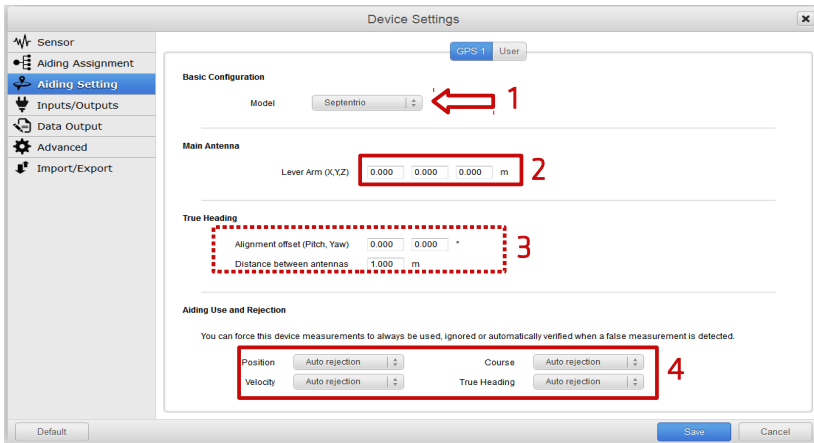 Device Settings
Sensor
Aiding Assignment
Aiding Setting
Inputs/Outputs
Data Output
Advanced
Import/Export
GPS 1 User
Basic Configuration
Model Septentrio 1
Main Antenna
Lever Arm (X,Y,Z) 0.000 0.000 0.000 m 2
True Heading
Alignment offset (Pitch, Yaw) 0.000 0.000 °
3
Distance between antennas 1.000 m
Aiding Use and Rejection
You can force this device measurements to always be used, ignored or automatically verified when a false measurement is detected.
Position Auto rejection Course Auto rejection
4
Velocity Auto rejection True Heading Auto rejection
Default Save Cancel